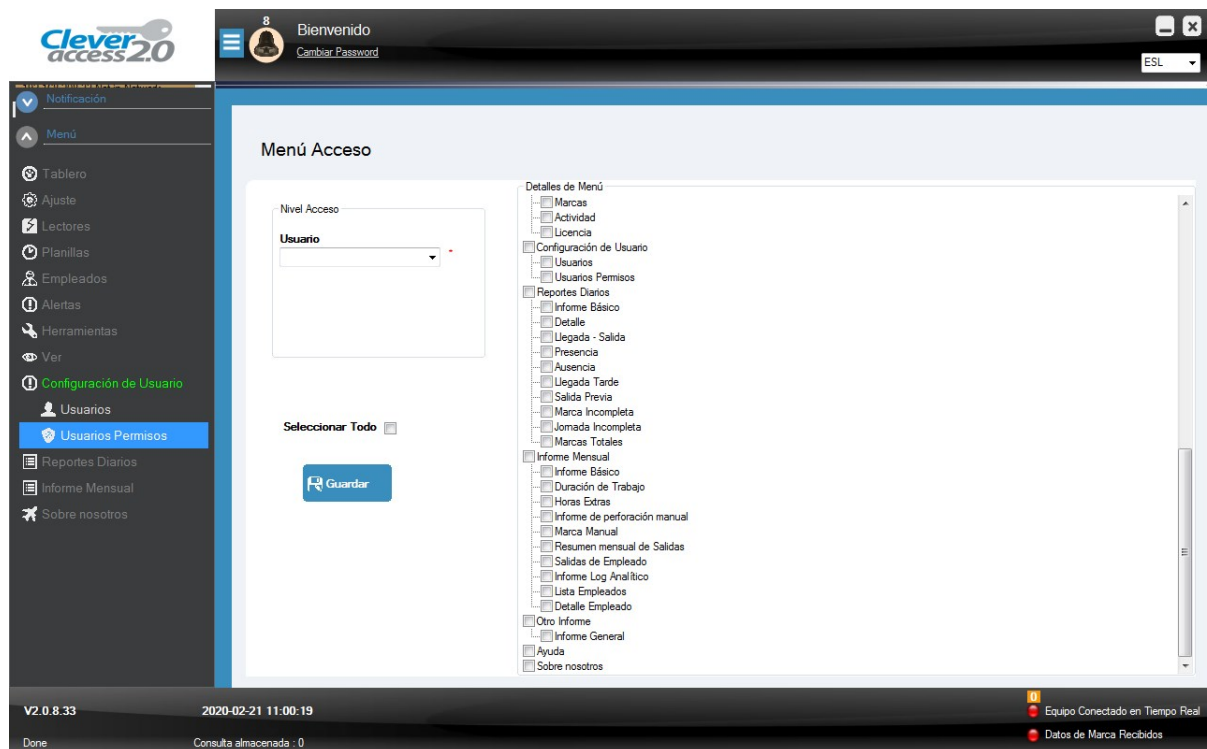 Clever access 2.0
8
Bienvenido
Cambiar Password
ESL
Notificación
Menú
Tablero
Ajuste
Lectores
Planillas
Empleados
Alertas
Herramientas
Ver
Configuración de Usuario
Usuarios
Usuarios Permisos
Reportes Diarios
Informe Mensual
Sobre nosotros
Menú Acceso
Nivel Acceso
Usuario *
Seleccionar Todo
Guardar
Detalles de Menú
Marcas
Actividad
Licencia
Configuración de Usuario
Usuarios
Usuarios Permisos
Reportes Diarios
Informe Básico
Detalle
Llegada - Salida
Presencia
Ausencia
Llegada Tarde
Salida Previa
Marca Incompleta
Jornada Incompleta
Marcas Totales
Informe Mensual
Informe Básico
Duración de Trabajo
Horas Extras
Informe de perforación manual
Marca Manual
Resumen mensual de Salidas
Salidas de Empleado
Informe Log Analítico
Lista Empleados
Detalle Empleado
Otro Informe
Informe General
Ayuda
Sobre nosotros
V2.0.8.33
2020-02-21 11:00:19
0
Equipo Conectado en Tiempo Real
Done
Consulta almacenada : 0
Datos de Marca Recibidos